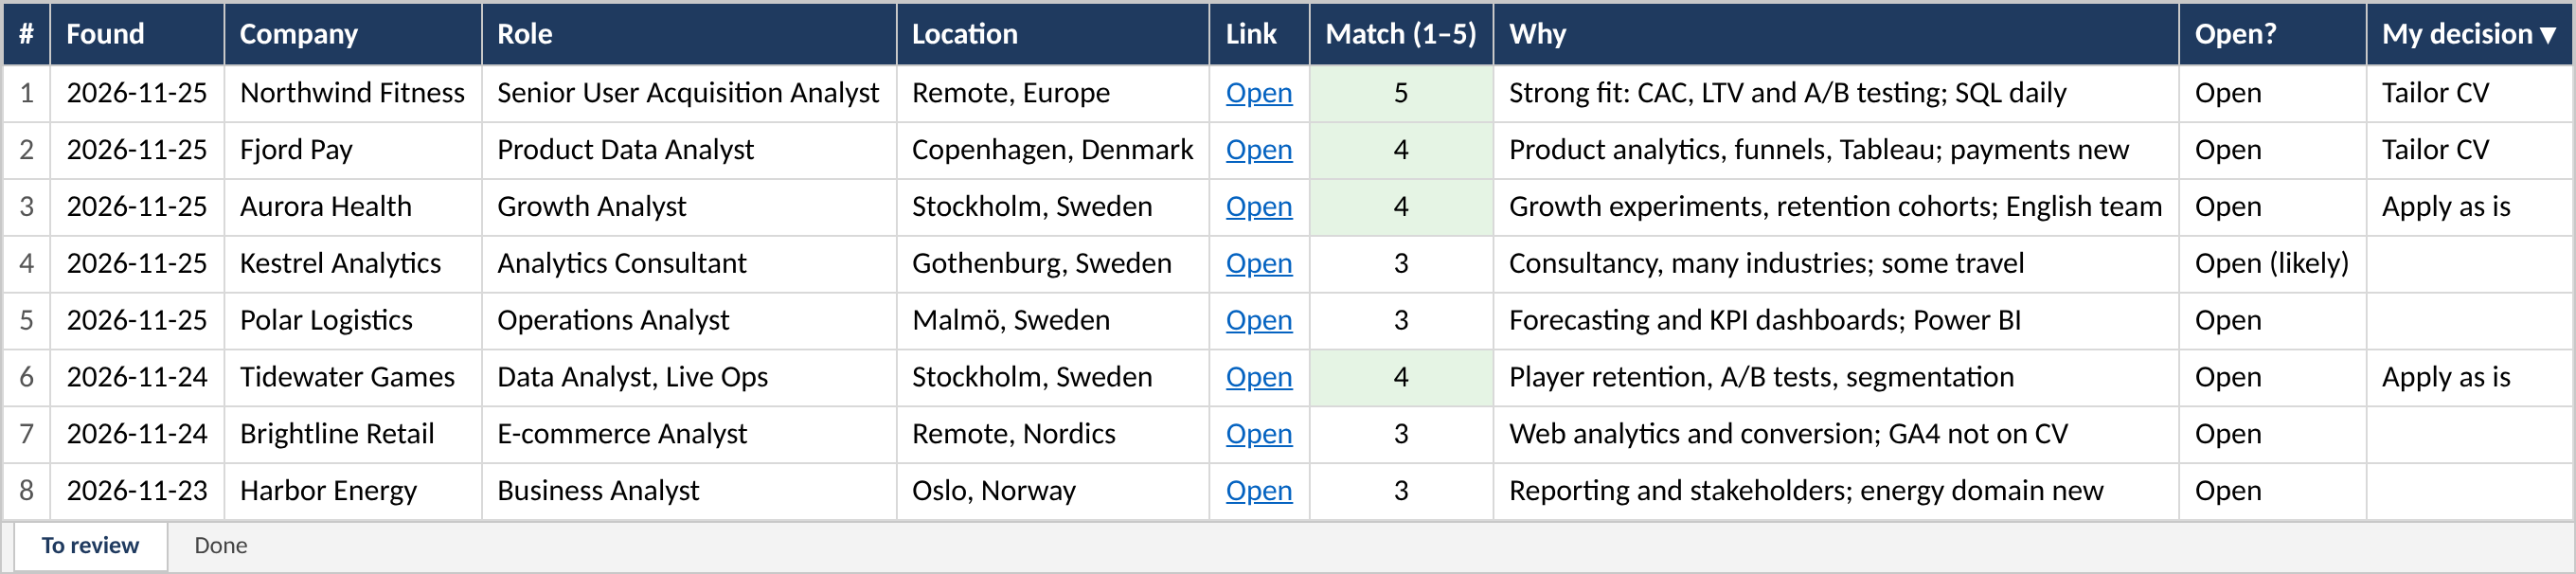 # Found Company Role Location Link Match (1–5) Why Open? My decision ▼
1 2026-11-25 Northwind Fitness Senior User Acquisition Analyst Remote, Europe Open 5 Strong fit: CAC, LTV and A/B testing; SQL daily Open Tailor CV
2 2026-11-25 Fjord Pay Product Data Analyst Copenhagen, Denmark Open 4 Product analytics, funnels, Tableau; payments new Open Tailor CV
3 2026-11-25 Aurora Health Growth Analyst Stockholm, Sweden Open 4 Growth experiments, retention cohorts; English team Open Apply as is
4 2026-11-25 Kestrel Analytics Analytics Consultant Gothenburg, Sweden Open 3 Consultancy, many industries; some travel Open (likely)
5 2026-11-25 Polar Logistics Operations Analyst Malmö, Sweden Open 3 Forecasting and KPI dashboards; Power BI Open
6 2026-11-24 Tidewater Games Data Analyst, Live Ops Stockholm, Sweden Open 4 Player retention, A/B tests, segmentation Open Apply as is
7 2026-11-24 Brightline Retail E-commerce Analyst Remote, Nordics Open 3 Web analytics and conversion; GA4 not on CV Open
8 2026-11-23 Harbor Energy Business Analyst Oslo, Norway Open 3 Reporting and stakeholders; energy domain new Open
To review Done